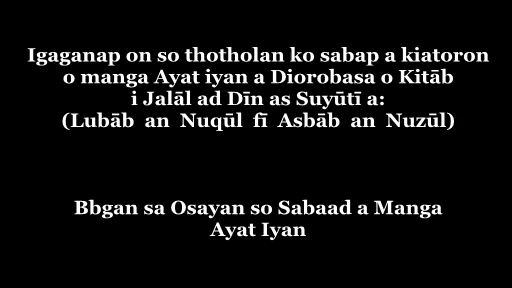 Igaganap on so thotholan ko sabap a kiatoron
o manga Ayat iyan a Diorobasa o Kitāb
i Jalāl ad Dīn as Suyūtī a:
(Lubāb an Nuqūl fī Asbāb an Nuzūl)
Bbgan sa Osayan so Sabaad a Manga
Ayat Iyan